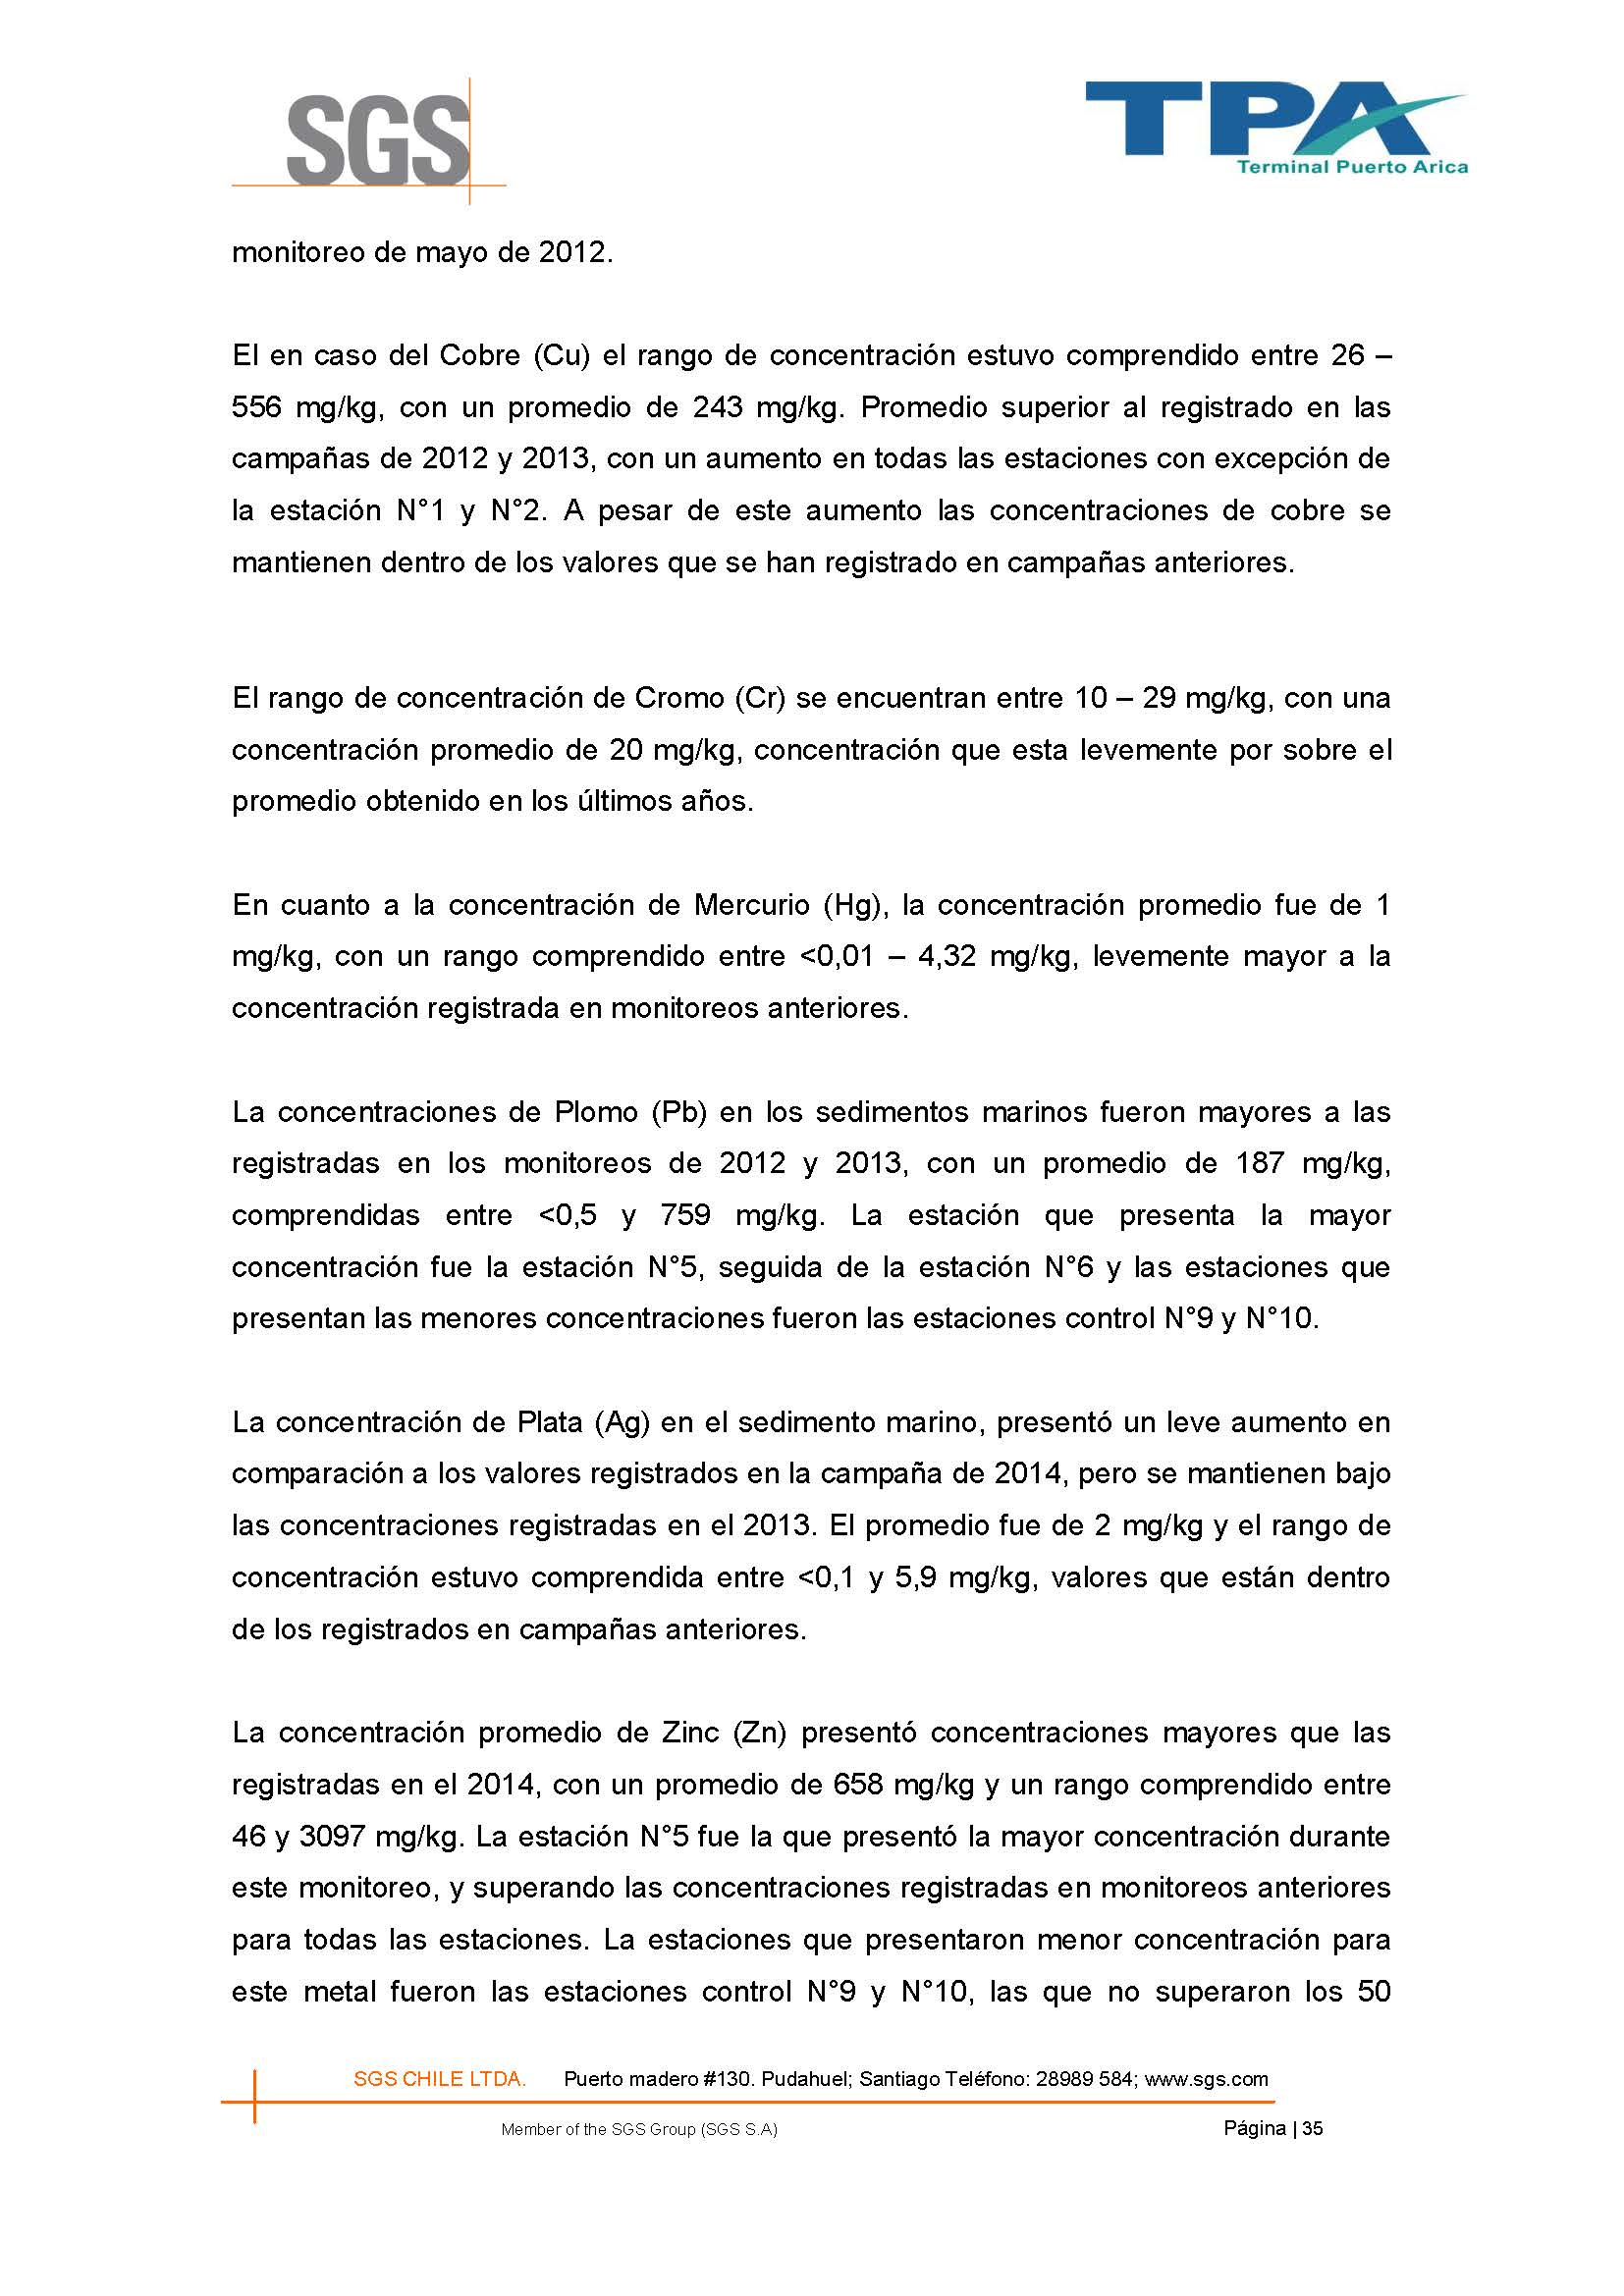 SGS
TPA
Terminal Puerto Arica
monitoreo de mayo de 2012.
El en caso del Cobre (Cu) el rango de concentración estuvo comprendido entre 26 –
556 mg/kg, con un promedio de 243 mg/kg. Promedio superior al registrado en las
campañas de 2012 y 2013, con un aumento en todas las estaciones con excepción de
la estación N°1 y N°2. A pesar de este aumento las concentraciones de cobre se
mantienen dentro de los valores que se han registrado en campañas anteriores.
El rango de concentración de Cromo (Cr) se encuentran entre 10 – 29 mg/kg, con una
concentración promedio de 20 mg/kg, concentración que esta levemente por sobre el
promedio obtenido en los últimos años.
En cuanto a la concentración de Mercurio (Hg), la concentración promedio fue de 1
mg/kg, con un rango comprendido entre <0,01 – 4,32 mg/kg, levemente mayor a la
concentración registrada en monitoreos anteriores.
La concentraciones de Plomo (Pb) en los sedimentos marinos fueron mayores a las
registradas en los monitoreos de 2012 y 2013, con un promedio de 187 mg/kg,
comprendidas entre <0,5 y 759 mg/kg. La estación que presenta la mayor
concentración fue la estación N°5, seguida de la estación N°6 y las estaciones que
presentan las menores concentraciones fueron las estaciones control N°9 y N°10.
La concentración de Plata (Ag) en el sedimento marino, presentó un leve aumento en
comparación a los valores registrados en la campaña de 2014, pero se mantienen bajo
las concentraciones registradas en el 2013. El promedio fue de 2 mg/kg y el rango de
concentración estuvo comprendida entre <0,1 y 5,9 mg/kg, valores que están dentro
de los registrados en campañas anteriores.
La concentración promedio de Zinc (Zn) presentó concentraciones mayores que las
registradas en el 2014, con un promedio de 658 mg/kg y un rango comprendido entre
46 y 3097 mg/kg. La estación N°5 fue la que presentó la mayor concentración durante
este monitoreo, y superando las concentraciones registradas en monitoreos anteriores
para todas las estaciones. La estaciones que presentaron menor concentración para
este metal fueron las estaciones control N°9 y N°10, las que no superaron los 50
SGS CHILE LTDA. Puerto madero #130. Pudahuel; Santiago Teléfono: 28989 584; www.sgs.com
Member of the SGS Group (SGS S.A) Página | 35